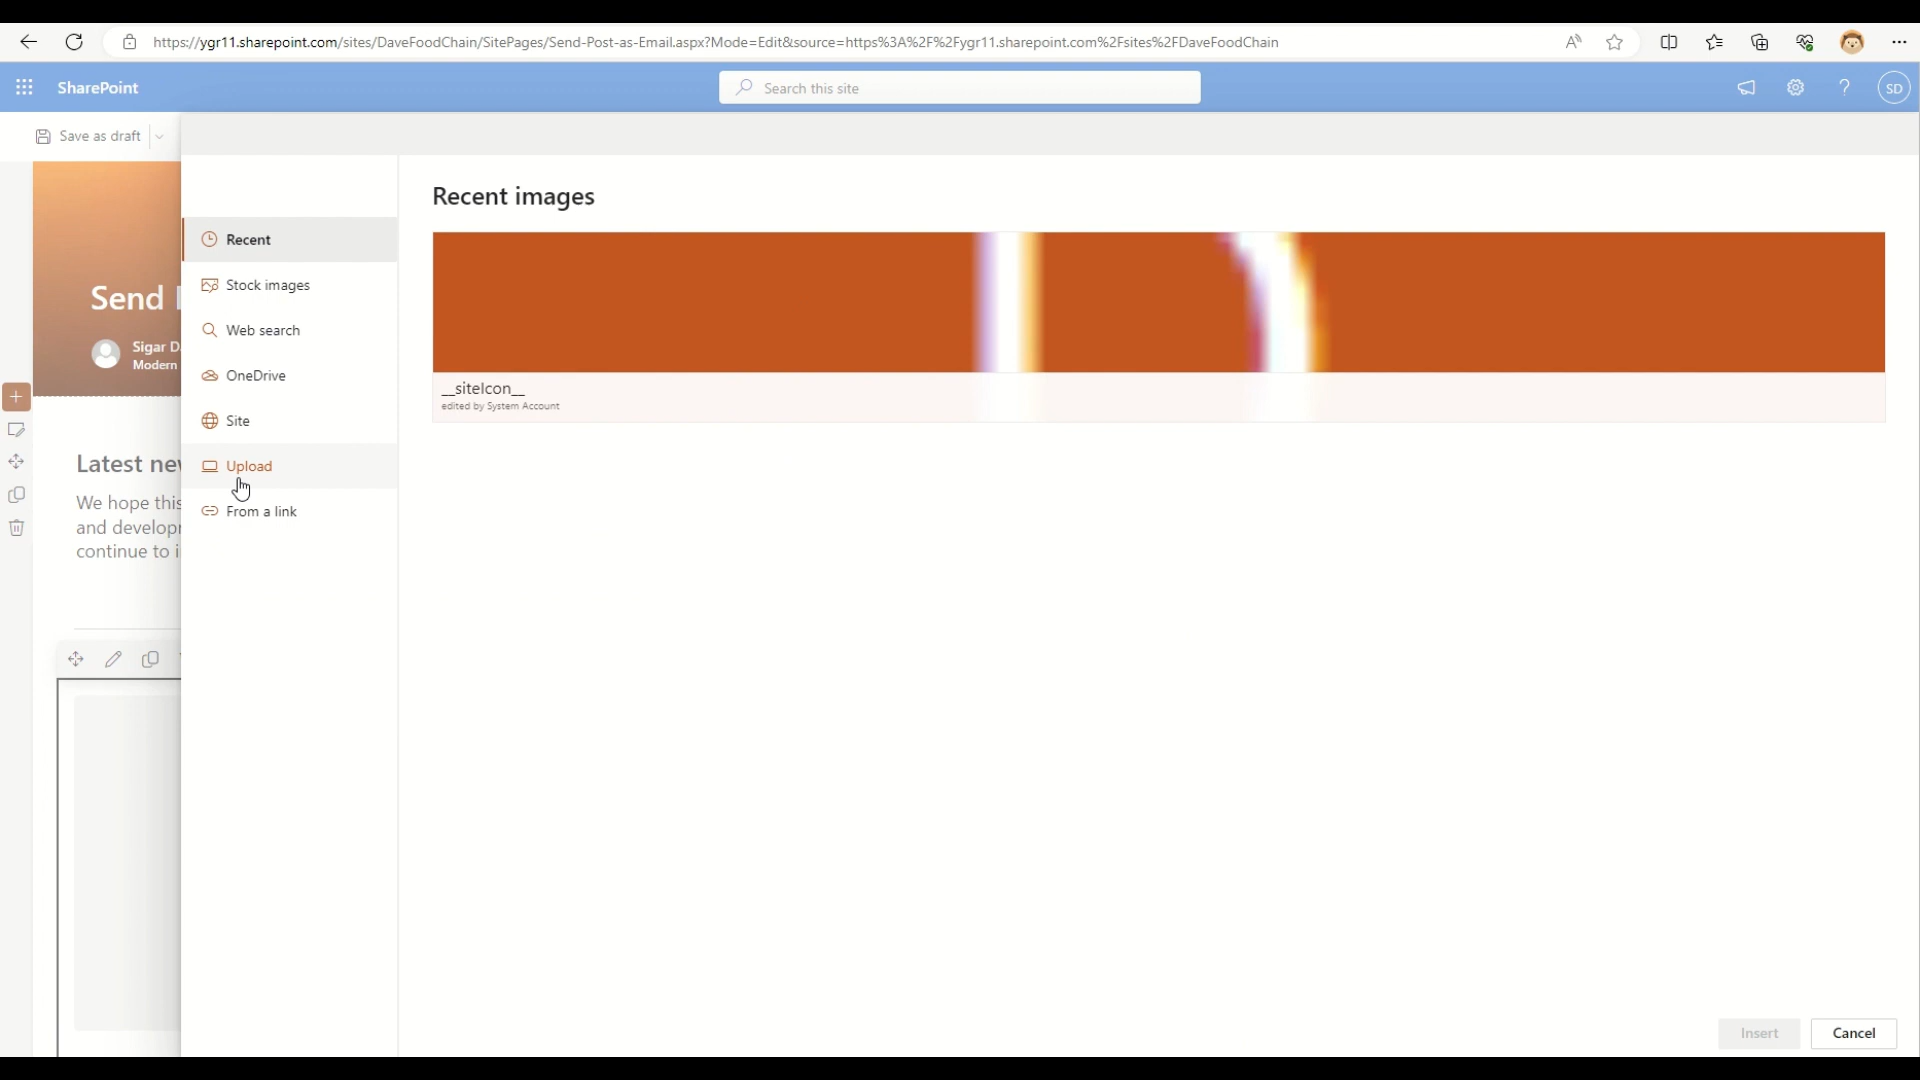 https://ygr11.sharepoint.com/sites/DaveFoodChain/SitePages/Send-Post-as-Email.aspx?Mode=Edit&source=https%3A%2F%2Fygr11.sharepoint.com%2Fsites%2FDaveFoodChain
SharePoint
Search this site
SD
Save as draft
Recent images
Recent
Stock images
Web search
OneDrive
Site
Upload
From a link
__siteIcon__
edited by System Account
Send
Sigar D
Modern
Latest
We hope this
and
continue to
Insert
Cancel